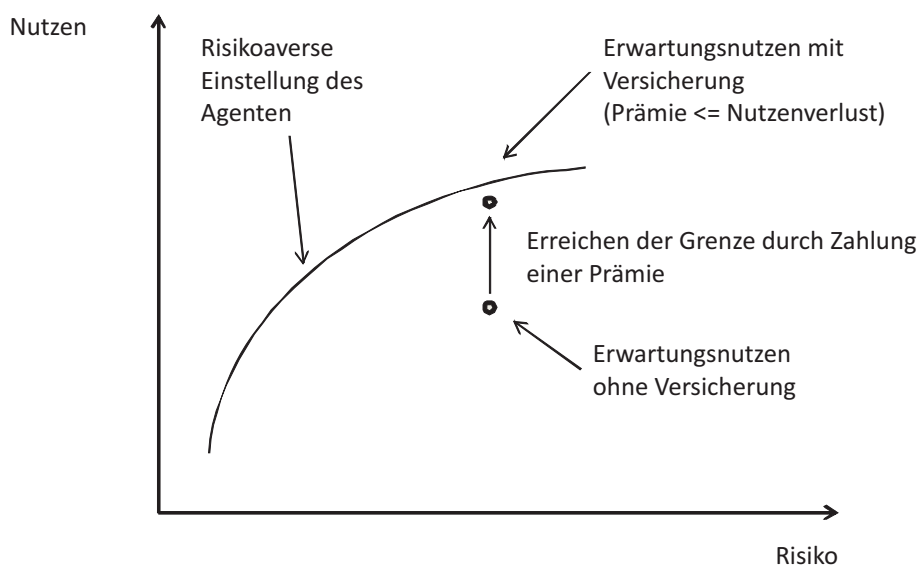 Nutzen
Risikoaverse
Einstellung des
Agenten
Erwartungsnutzen mit
Versicherung
(Prämie <= Nutzenverlust)
Erreichen der Grenze durch Zahlung
einer Prämie
Erwartungsnutzen
ohne Versicherung
Risiko